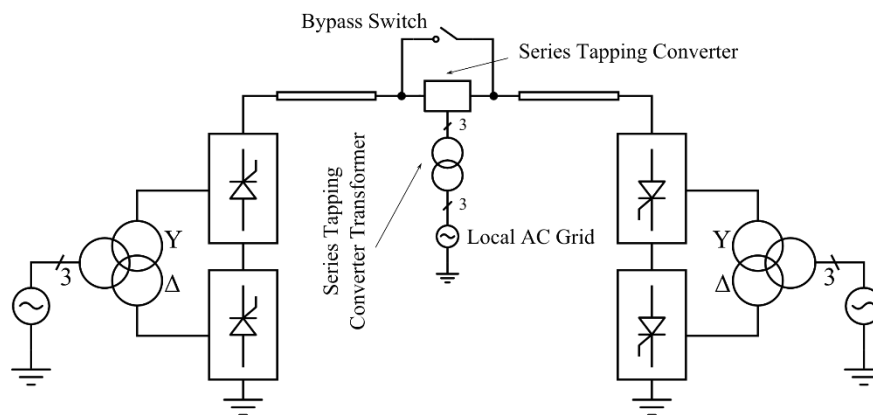 Bypass Switch
Series Tapping Converter
3
Series Tapping
Converter Transformer
3
Local AC Grid
Y
Δ
3
Y
Δ
3